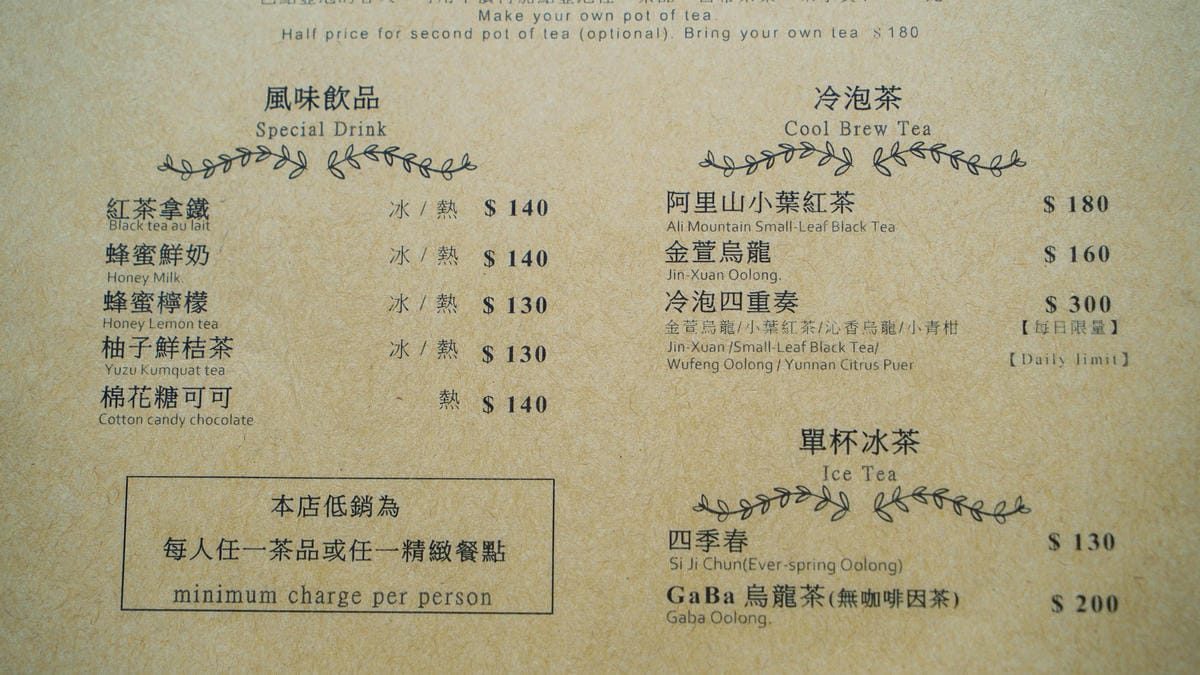 Make your own pot of tea.
Half price for second pot of tea (optional). Bring your own tea $180
風味飲品
Special Drink
紅茶拿鐵 冰 / 熱 $ 140
Black tea au lait
蜂蜜鮮奶 冰 / 熱 $ 140
Honey Milk
蜂蜜檸檬 冰 / 熱 $ 130
Honey Lemon tea
柚子鮮桔茶 冰 / 熱 $ 130
Yuzu Kumquat tea
棉花糖可可 熱 $ 140
Cotton candy chocolate
本店低銷為
每人任一茶品或任一精緻餐點
minimum charge per person
冷泡茶
Cool Brew Tea
阿里山小葉紅茶 $ 180
Ali Mountain Small-Leaf Black Tea
金萱烏龍 $ 160
Jin-Xuan Oolong.
冷泡四重奏 $ 300
金萱烏龍/小葉紅茶/沁香烏龍/小青柑 【每日限量】
Jin-Xuan /Small-Leaf Black Tea/
Wufeng Oolong / Yunnan Citrus Puer 【Daily limit】
單杯冰茶
Ice Tea
四季春 $ 130
Si Ji Chun(Ever-spring Oolong)
GaBa 烏龍茶(無咖啡因茶) $ 200
Gaba Oolong.